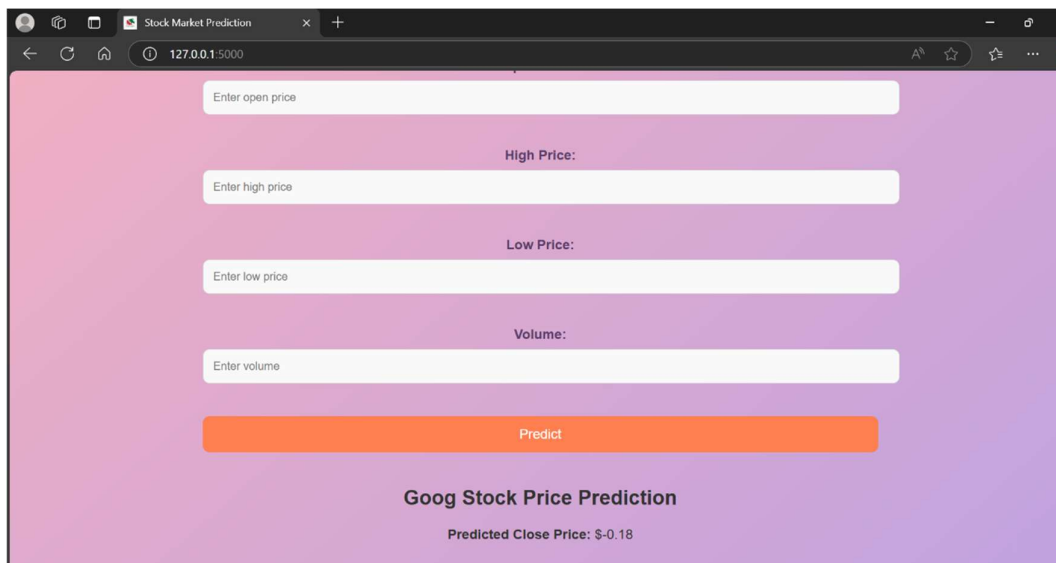 Stock Market Prediction
127.0.0.1:5000
Enter open price
High Price:
Enter high price
Low Price:
Enter low price
Volume:
Enter volume
Predict
Goog Stock Price Prediction
Predicted Close Price: $-0.18